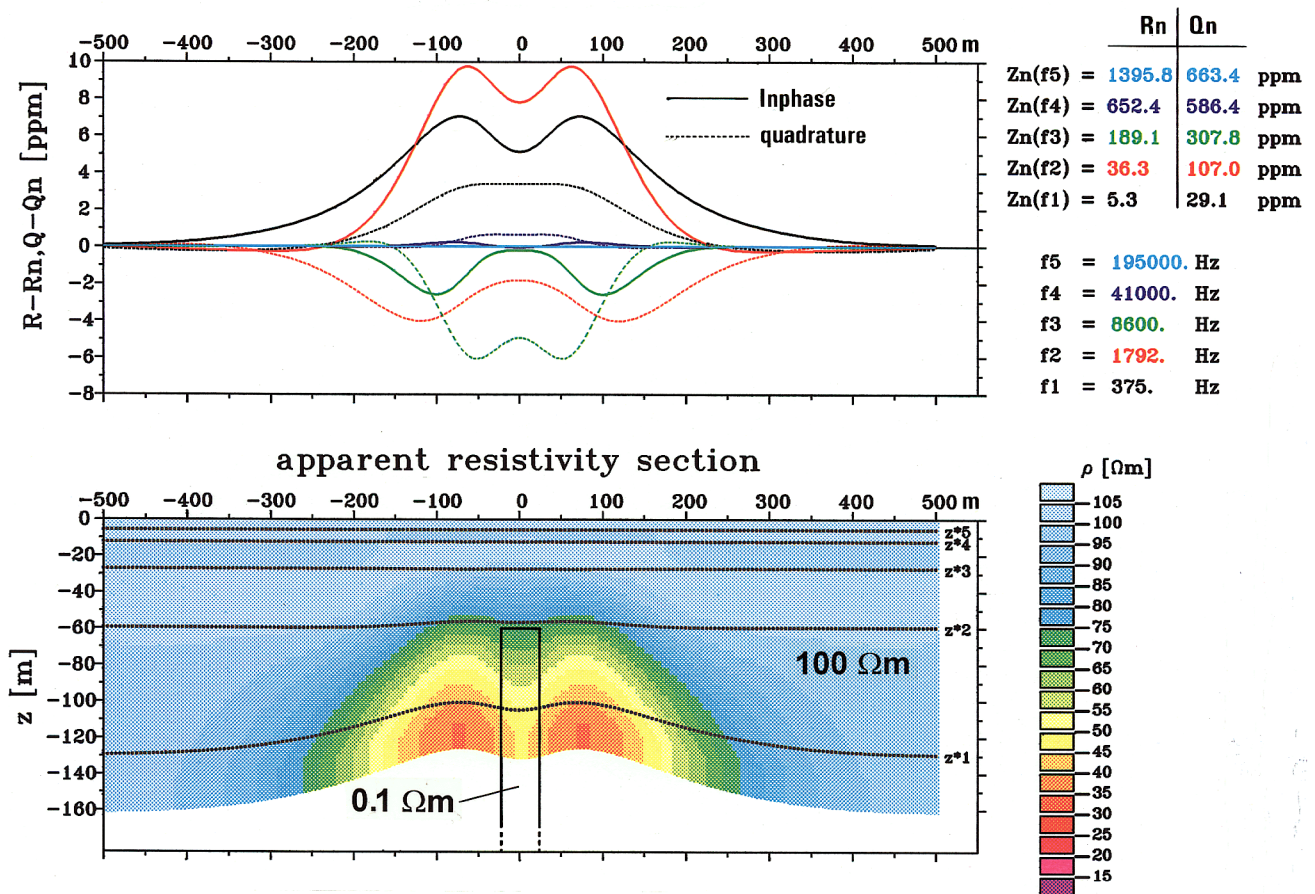 Rn Qn
-500 -400 -300 -200 -100 0 100 200 300 400 500 m
Zn(f5) = 1395.8 663.4 ppm
Zn(f4) = 652.4 586.4 ppm
Zn(f3) = 189.1 307.8 ppm
Zn(f2) = 36.3 107.0 ppm
Zn(f1) = 5.3 29.1 ppm
R-Rn,Q-Qn [ppm]
10
8
6
4
2
0
-2
-4
-6
-8
Inphase
quadrature
f5 = 195000. Hz
f4 = 41000. Hz
f3 = 8600. Hz
f2 = 1792. Hz
f1 = 375. Hz
apparent resistivity section
-500 -400 -300 -200 -100 0 100 200 300 400 500 m
z [m]
0
-20
-40
-60
-80
-100
-120
-140
-160
z*5
z*4
z*3
z*2
z*1
100 Ωm
0.1 Ωm
ρ [Ωm]
105
100
95
90
85
80
75
70
65
60
55
50
45
40
35
30
25
20
15